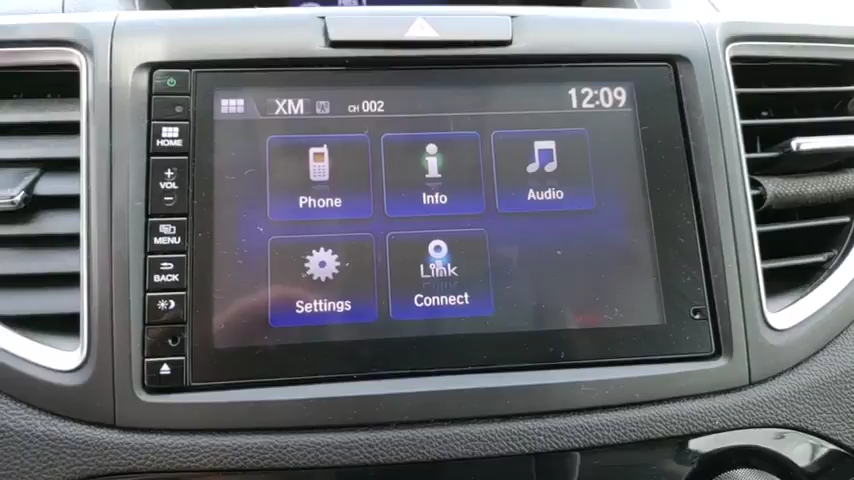 XM CH 002 12:09
HOME
+
VOL
−
MENU
BACK
Phone Info Audio
Settings Link
Connect